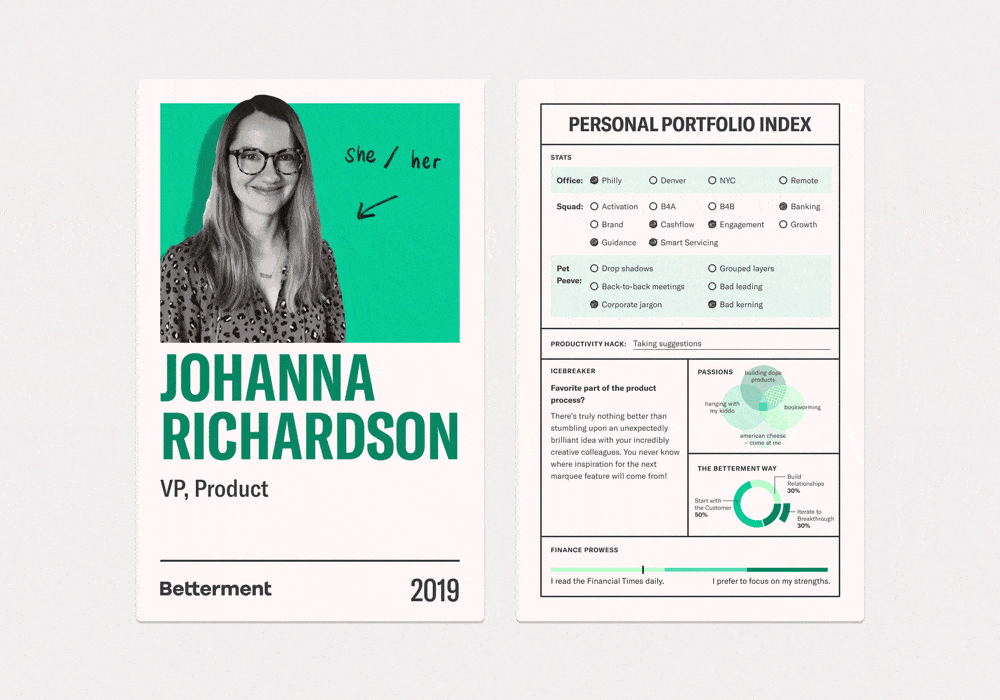 she / her
JOHANNA
RICHARDSON
VP, Product
Betterment
2019
PERSONAL PORTFOLIO INDEX
STATS
Office: Philly Denver NYC Remote
Squad: Activation B4A B4B Banking
Brand Cashflow Engagement Growth
Guidance Smart Servicing
Pet
Peeve:
Drop shadows Grouped layers
Back-to-back meetings Bad leading
Corporate jargon Bad kerning
PRODUCTIVITY HACK: Taking suggestions
ICEBREAKER
Favorite part of the product
process?
There's truly nothing better than
stumbling upon an unexpectedly
brilliant idea with your incredibly
creative colleagues. You never know
where inspiration for the next
marquee feature will come from!
PASSIONS
building dope
products
hanging with
my kiddo
bookworming
american cheese
– come at me
THE BETTERMENT WAY
Build
Relationships
30%
Start with
the Customer
50%
Iterate to
Breakthrough
30%
FINANCE PROWESS
I read the Financial Times daily.
I prefer to focus on my strengths.